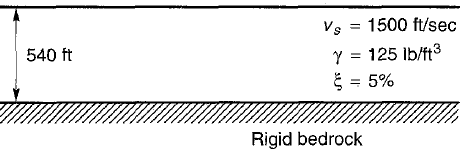 v_s = 1500 ft/sec
540 ft
γ = 125 lb/ft³
ξ = 5%
Rigid bedrock